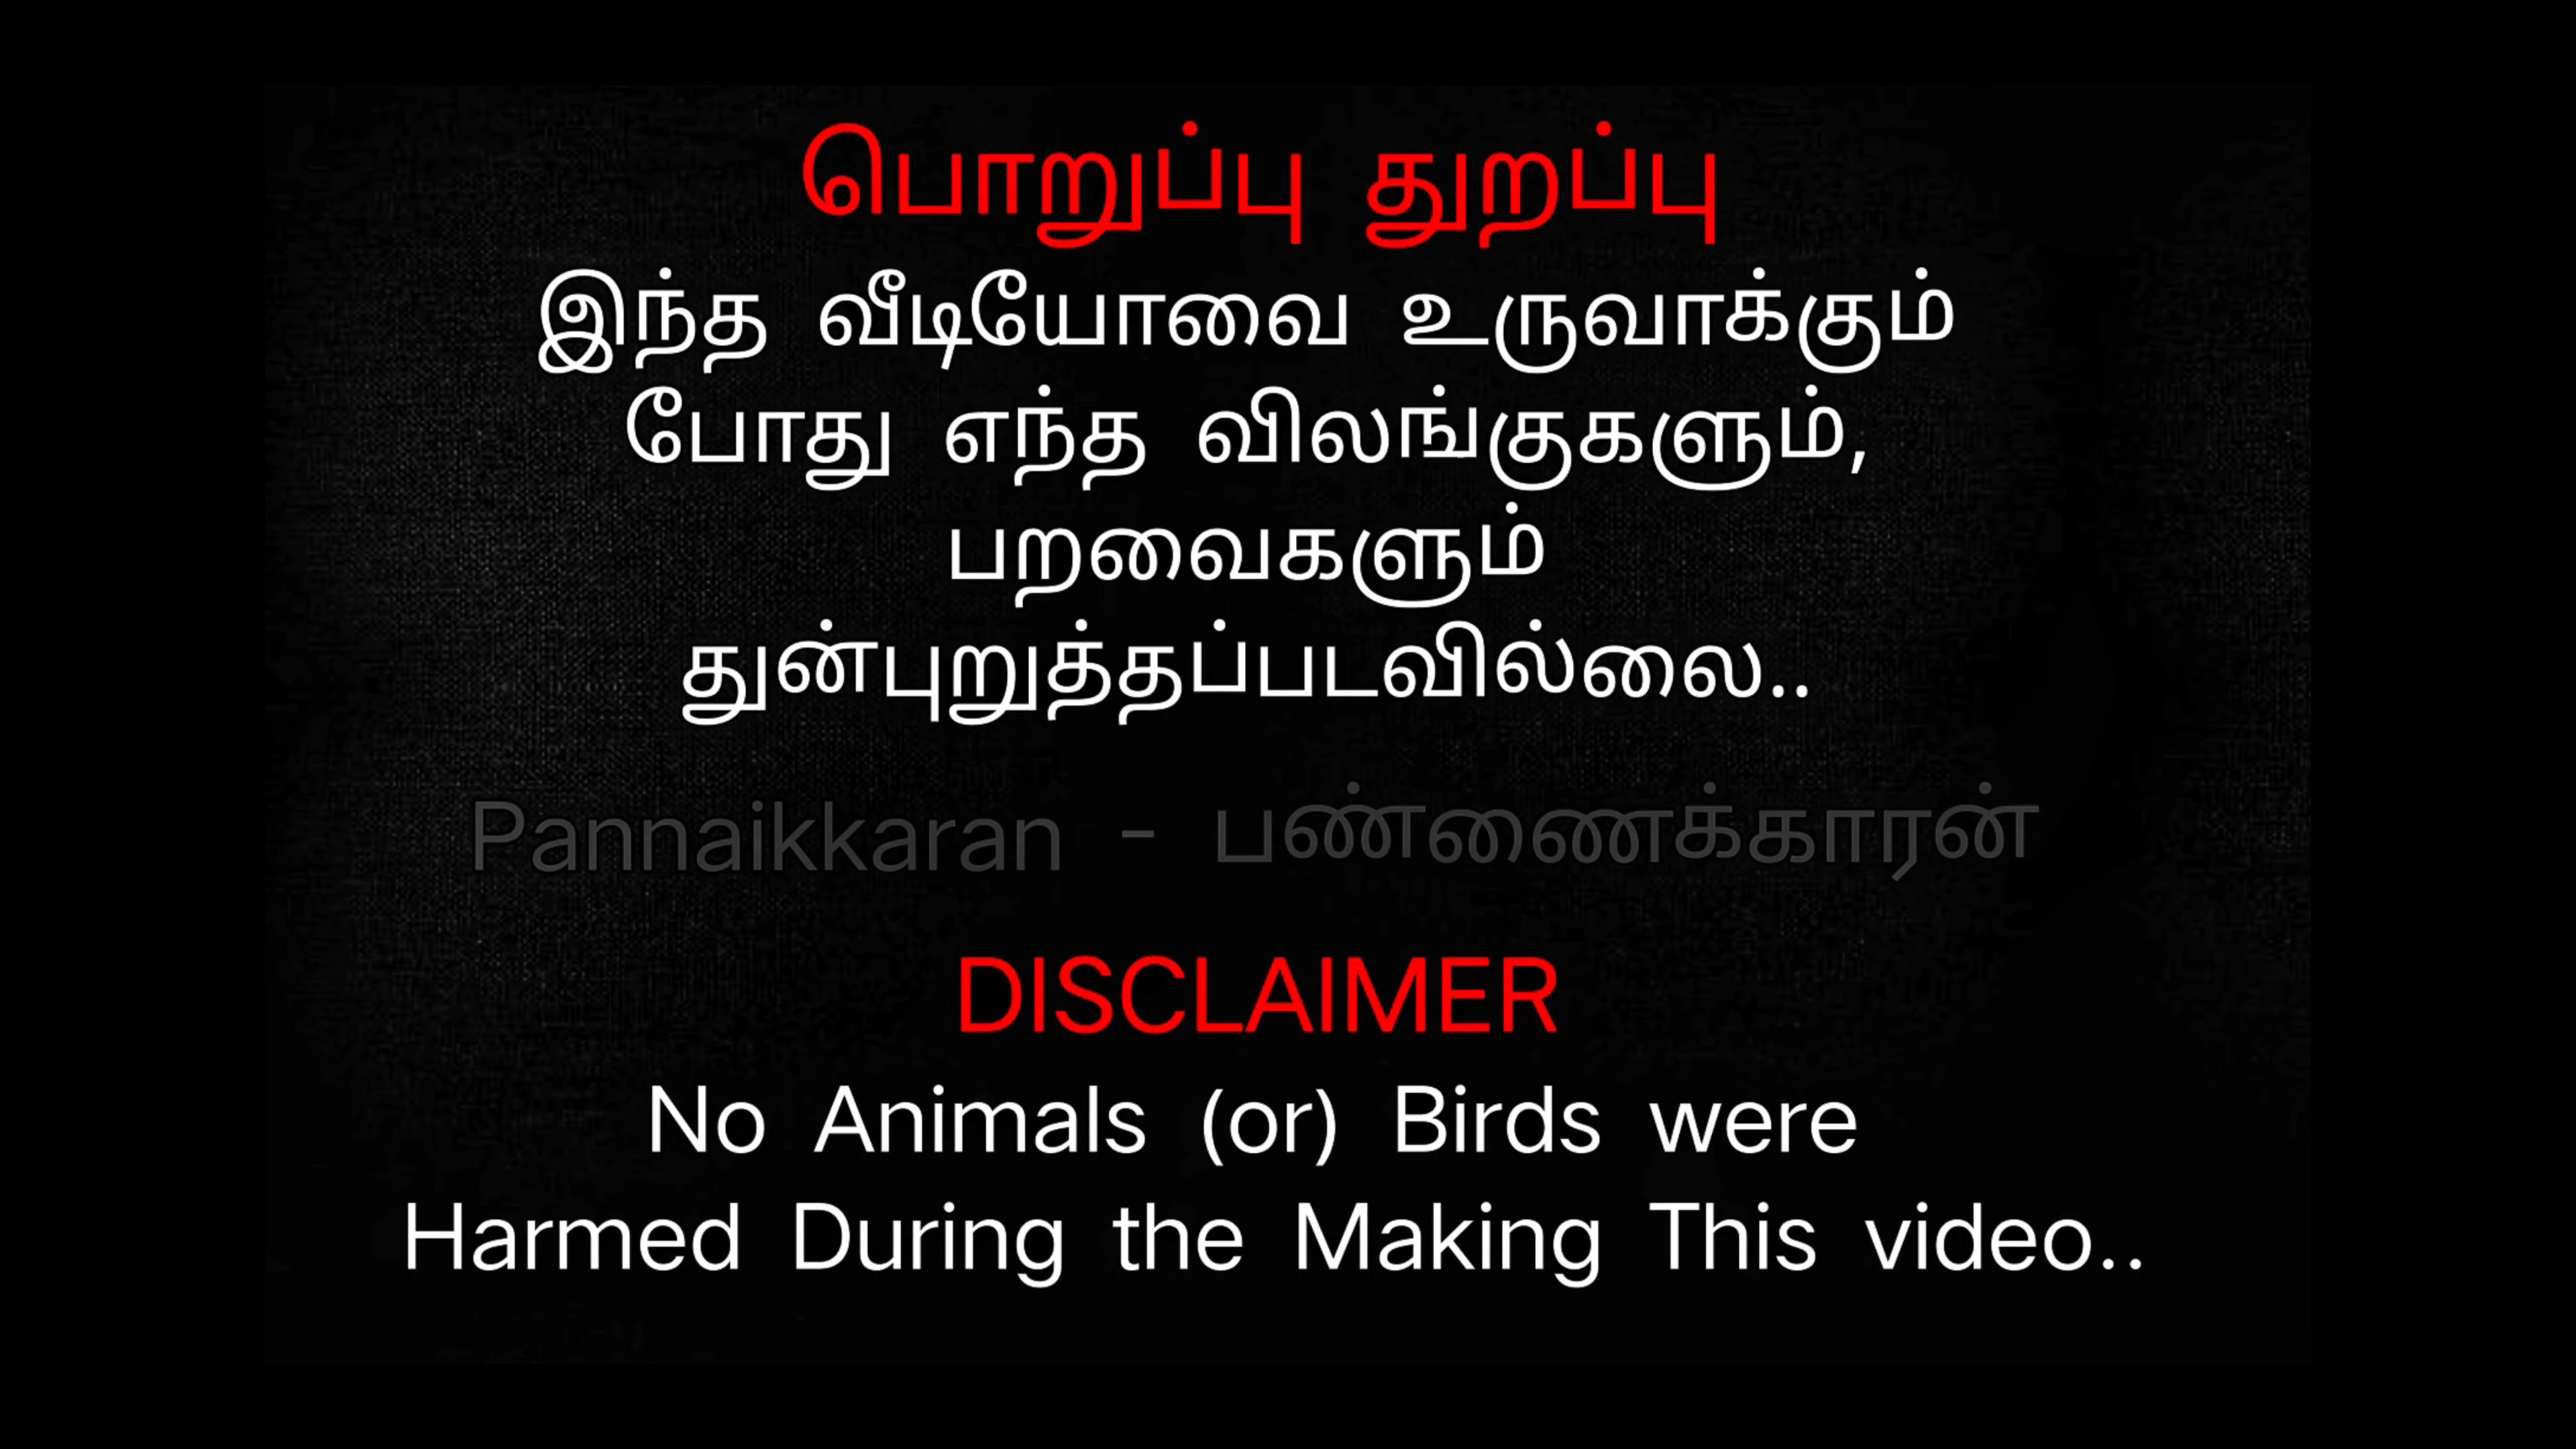 பொறுப்பு துறப்பு
இந்த வீடியோவை உருவாக்கும்
போது எந்த விலங்குகளும்,
பறவைகளும்
துன்புறுத்தப்படவில்லை..
Pannaikkaran - பண்ணைக்காரன்
DISCLAIMER
No Animals (or) Birds were
Harmed During the Making This video..